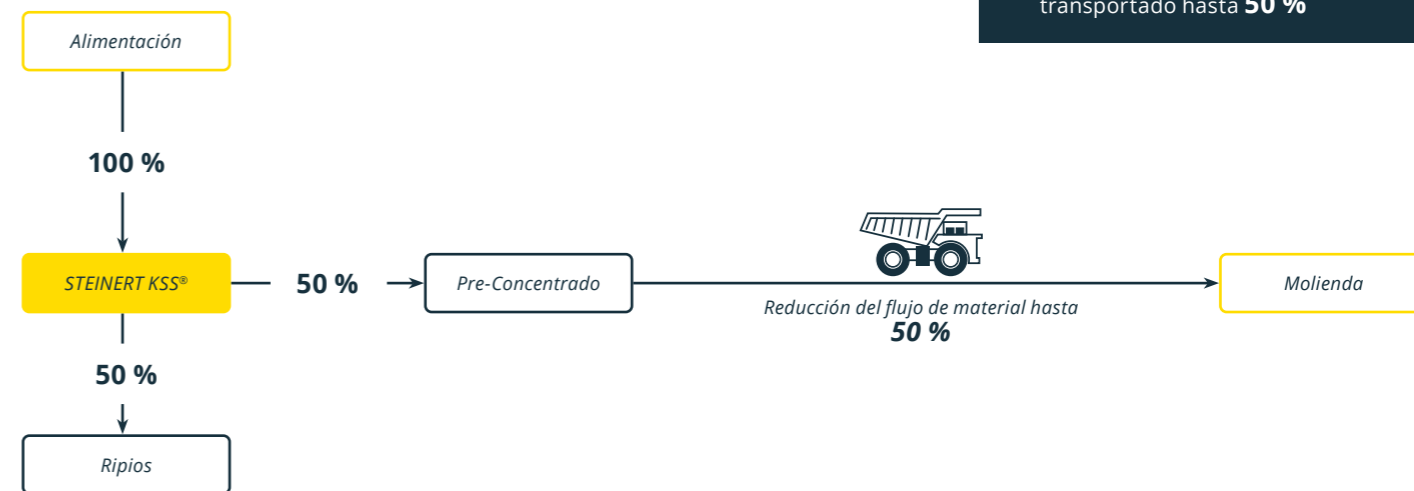 transportado hasta 50 %
Alimentación
100 %
STEINERT KSS®
50 %
Pre-Concentrado
Reducción del flujo de material hasta
50 %
Molienda
50 %
Ripios